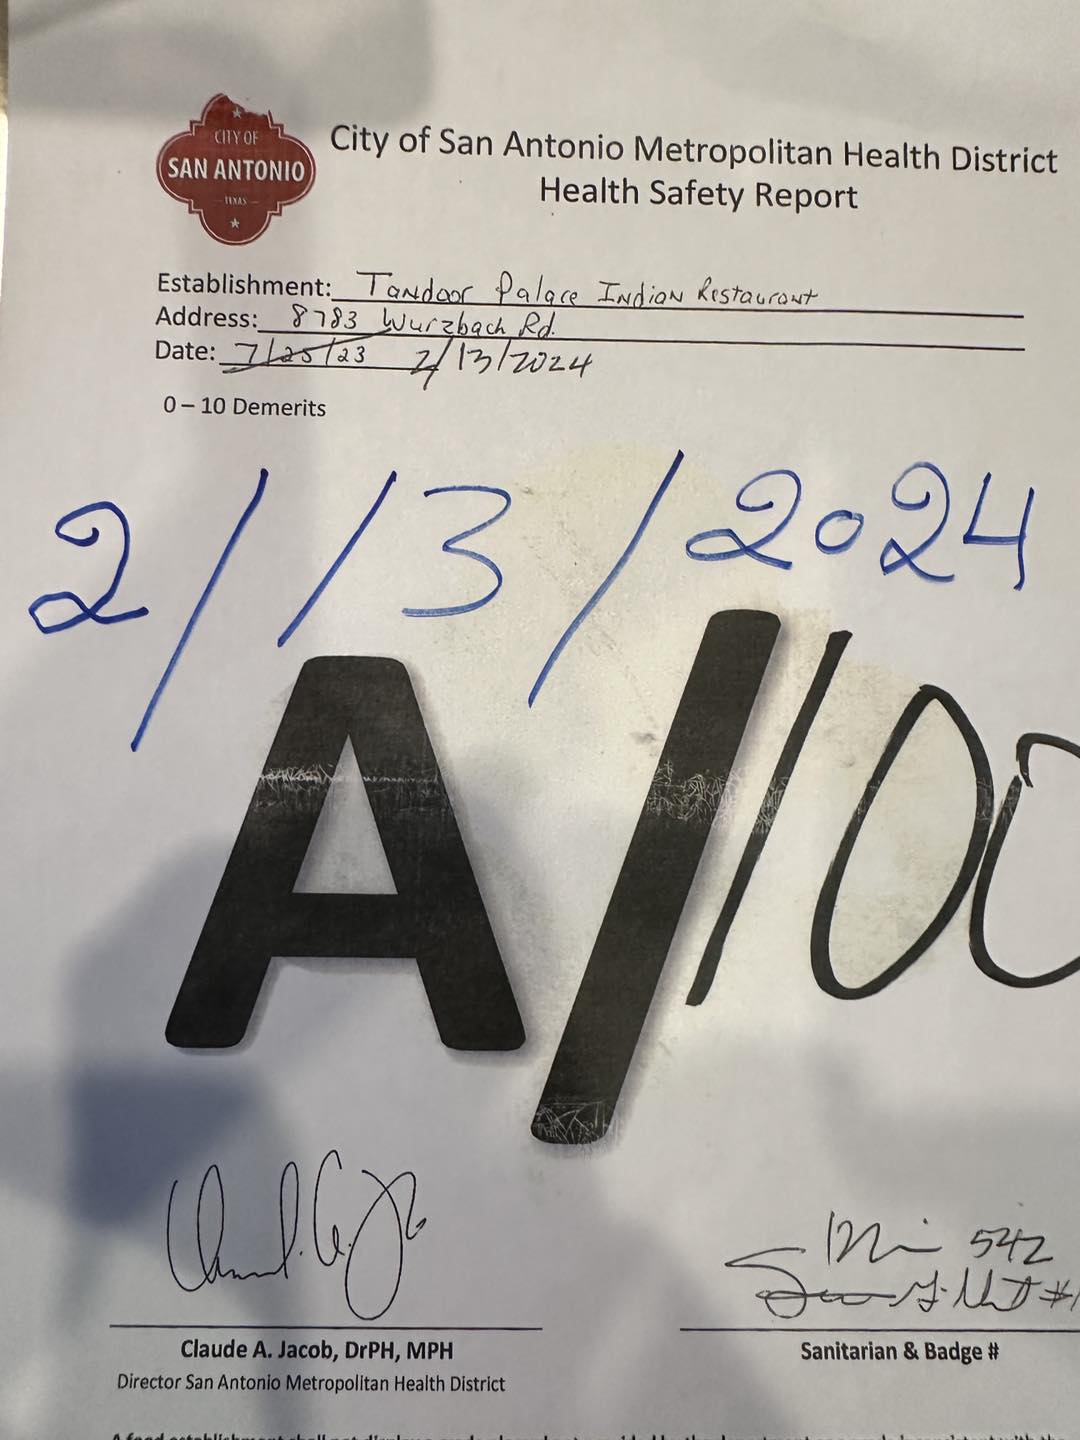 CITY OF
SAN ANTONIO
TEXAS
City of San Antonio Metropolitan Health District
Health Safety Report
Establishment: Tandoor Palace Indian Restaurant
Address: 8783 Wurzbach Rd.
Date: 7/25/23 2/13/2024
0 – 10 Demerits
2/13/2024
A/100
542
Claude A. Jacob, DrPH, MPH
Sanitarian & Badge #
Director San Antonio Metropolitan Health District